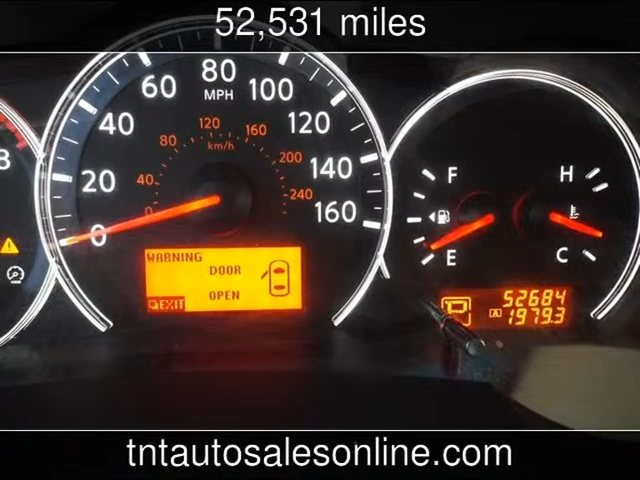 52,531 miles
80
MPH
60
100
40
120
20
140
0
160
120
80
160
km/h
200
40
240
0
8
WARNING
DOOR
OPEN
EXIT
F
E
H
C
52684
A 1979.3
tntautosalesonline.com